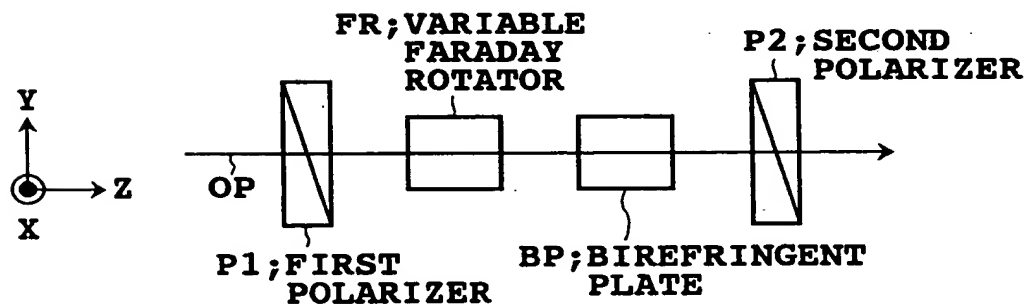 FR;VARIABLE
FARADAY
ROTATOR
P2;SECOND
POLARIZER
Y
Z
X
OP
P1;FIRST
POLARIZER
BP;BIREFRINGENT
PLATE